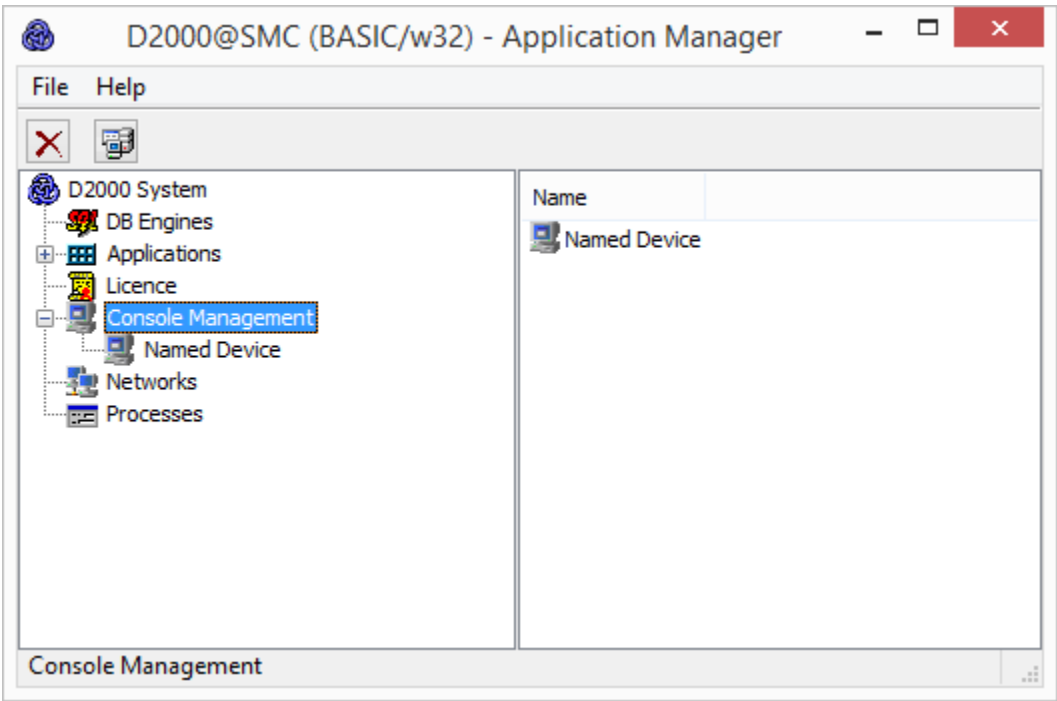 D2000@SMC (BASIC/w32) - Application Manager
File Help
D2000 System
DB Engines
Applications
Licence
Console Management
Named Device
Networks
Processes
Name
Named Device
Console Management